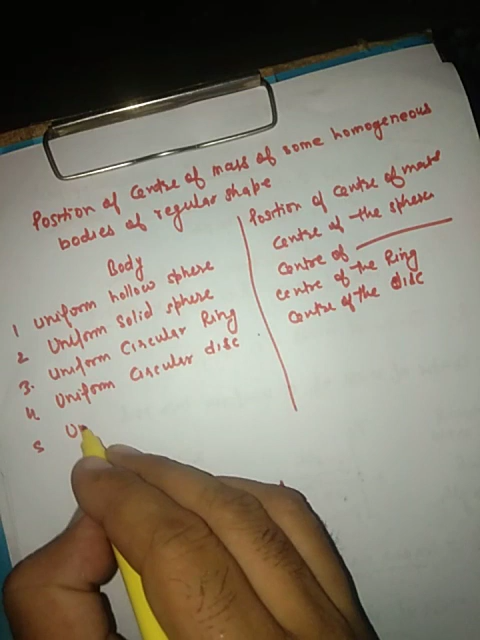 Position of Centre of mass of some homogeneous
bodies of regular shape
Body
Position of Centre of mass
1 Uniform hollow sphere
centre of the sphere
2 Uniform Solid sphere
Centre of
3. Uniform Circular Ring
centre of the Ring
4. Uniform Circular disc
Centre of the disc
5 Un